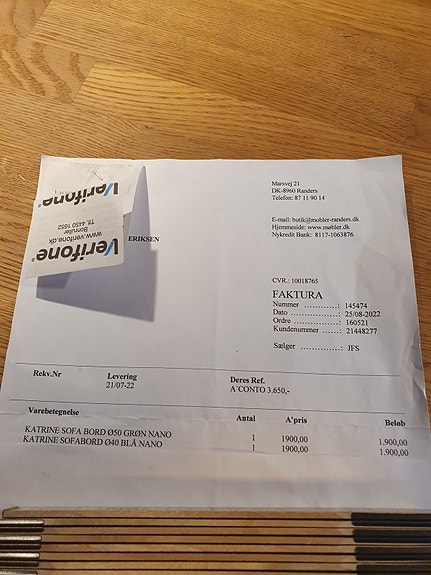 Marsvej 21
DK-8960 Randers
Telefon: 87 11 90 14
E-mail: butik@mobler-randers.dk
Hjemmeside: www.møbler.dk
Nykredit Bank: 8117-1063876
Verifone
Verifone
www.verifone.dk
Bonruller
Tlf. 4450 1652
ERIKSEN
CVR.: 10018765
FAKTURA
Nummer ............: 145474
Dato ...............: 25/08-2022
Ordre ...............: 160521
Kundenummer ....: 21448277
Sælger ..............: JFS
Rekv.Nr Levering Deres Ref.
21/07-22 A´CONTO 3.650,-
Varebetegnelse Antal A'pris Beløb
KATRINE SOFA BORD Ø50 GRØN NANO 1 1900,00 1.900,00
KATRINE SOFABORD Ø40 BLÅ NANO 1 1900,00 1.900,00